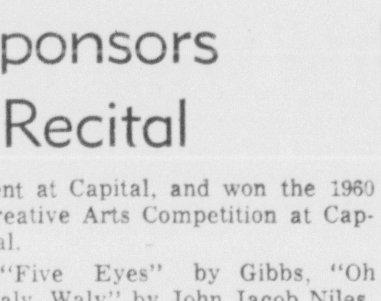 ponsors
Recital
ent at Capital, and won the 1960
reative Arts Competition at Cap-
al.
"Five Eyes" by Gibbs, "Oh
aly, Waly" by John Jacob Niles,